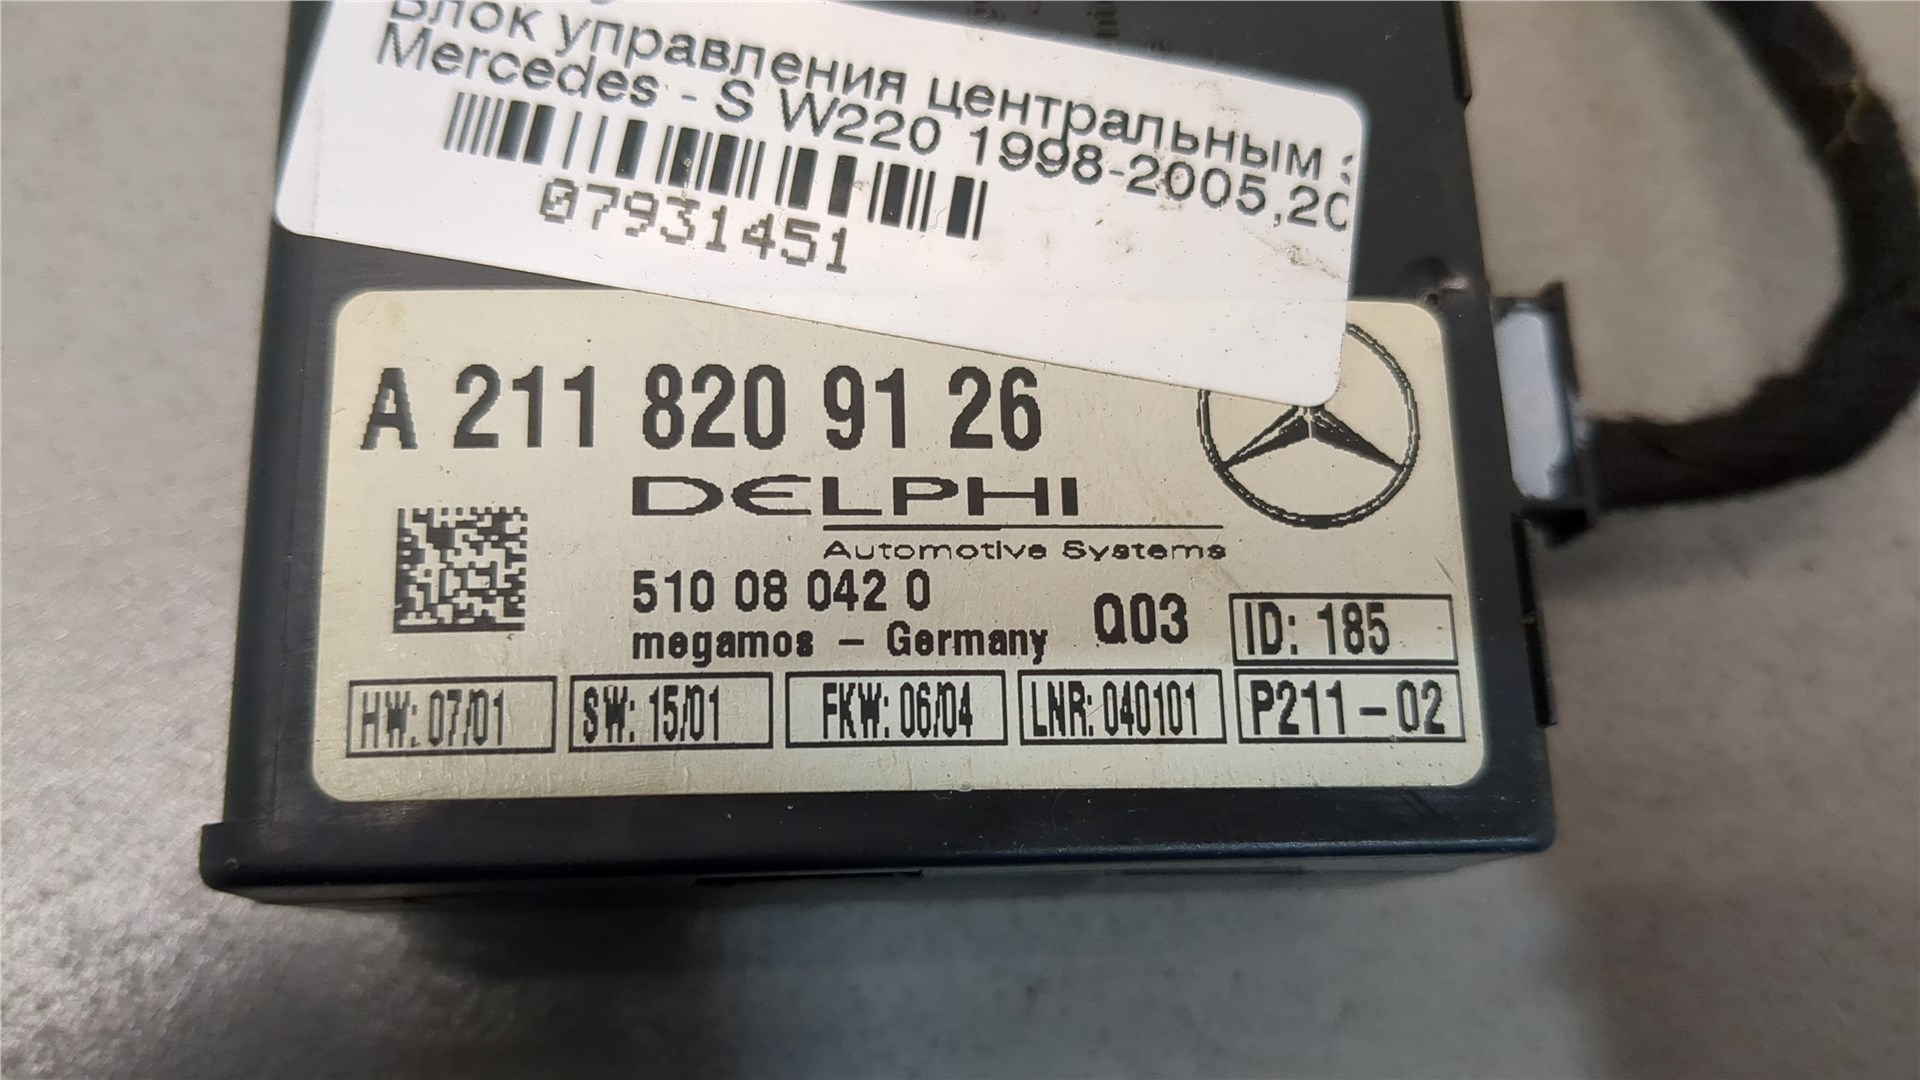 Блок управления центральным
Mercedes - S W220 1998-2005,20
07931451
A 211 820 91 26
DELPHI
Automotive Systems
510 08 042 0
megamos - Germany
Q03
ID: 185
HW: 07/01
SW: 15/01
FKW: 06/04
LNR: 040101
P211-02